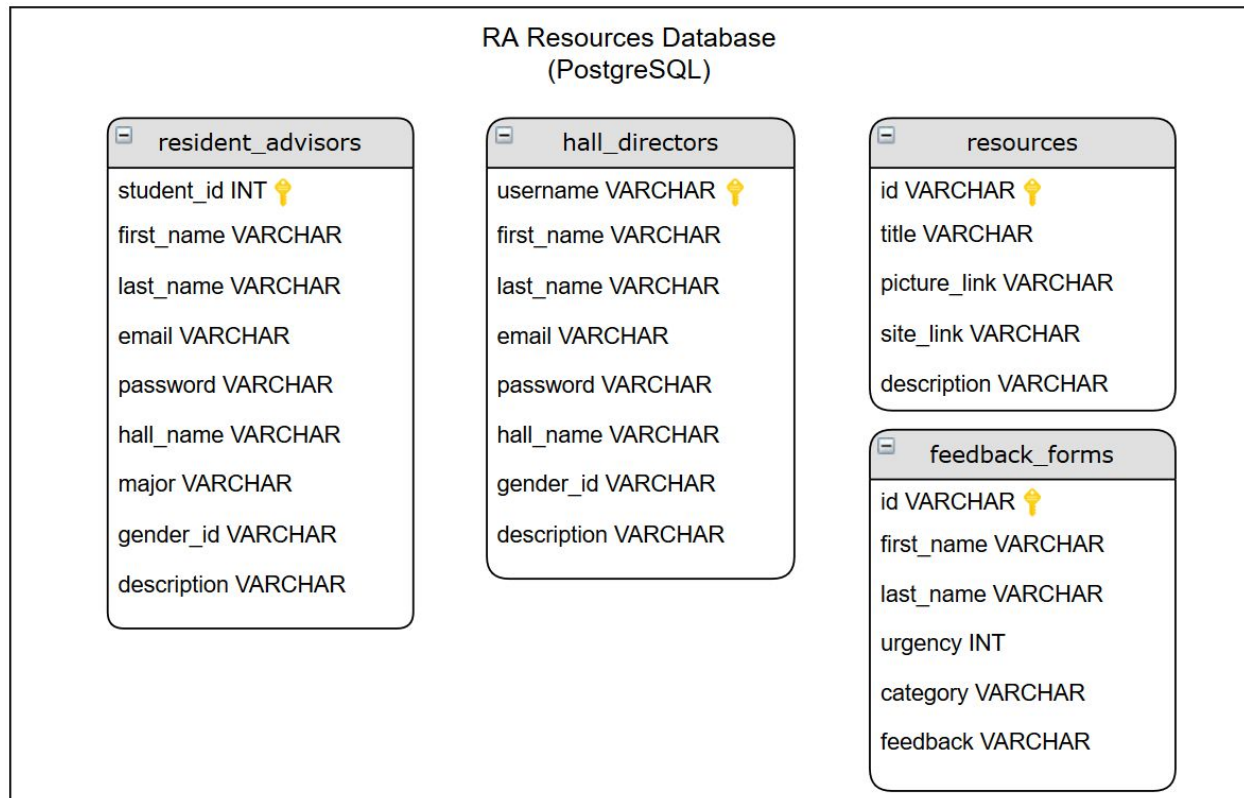 RA Resources Database
(PostgreSQL)
resident_advisors
student_id INT
first_name VARCHAR
last_name VARCHAR
email VARCHAR
password VARCHAR
hall_name VARCHAR
major VARCHAR
gender_id VARCHAR
description VARCHAR
hall_directors
username VARCHAR
first_name VARCHAR
last_name VARCHAR
email VARCHAR
password VARCHAR
hall_name VARCHAR
gender_id VARCHAR
description VARCHAR
resources
id VARCHAR
title VARCHAR
picture_link VARCHAR
site_link VARCHAR
description VARCHAR
feedback_forms
id VARCHAR
first_name VARCHAR
last_name VARCHAR
urgency INT
category VARCHAR
feedback VARCHAR